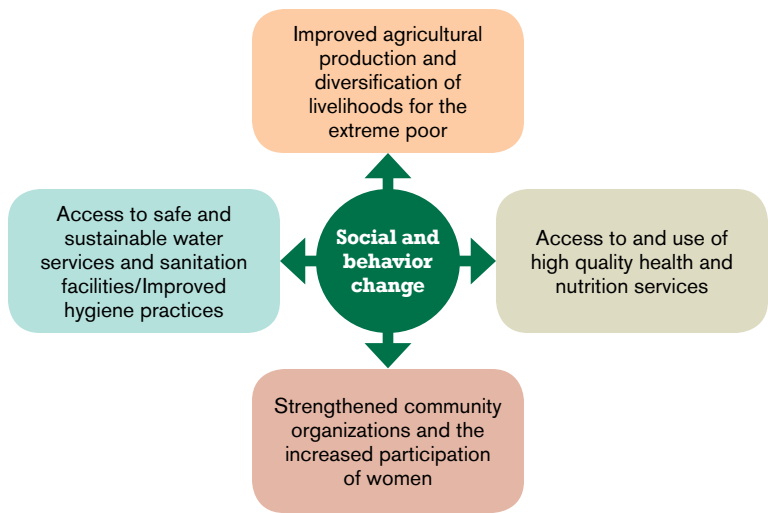 Improved agricultural
production and
diversification of
livelihoods for the
extreme poor
Access to safe and
sustainable water
services and sanitation
facilities/Improved
hygiene practices
Social and
behavior
change
Access to and use of
high quality health and
nutrition services
Strengthened community
organizations and the
increased participation
of women